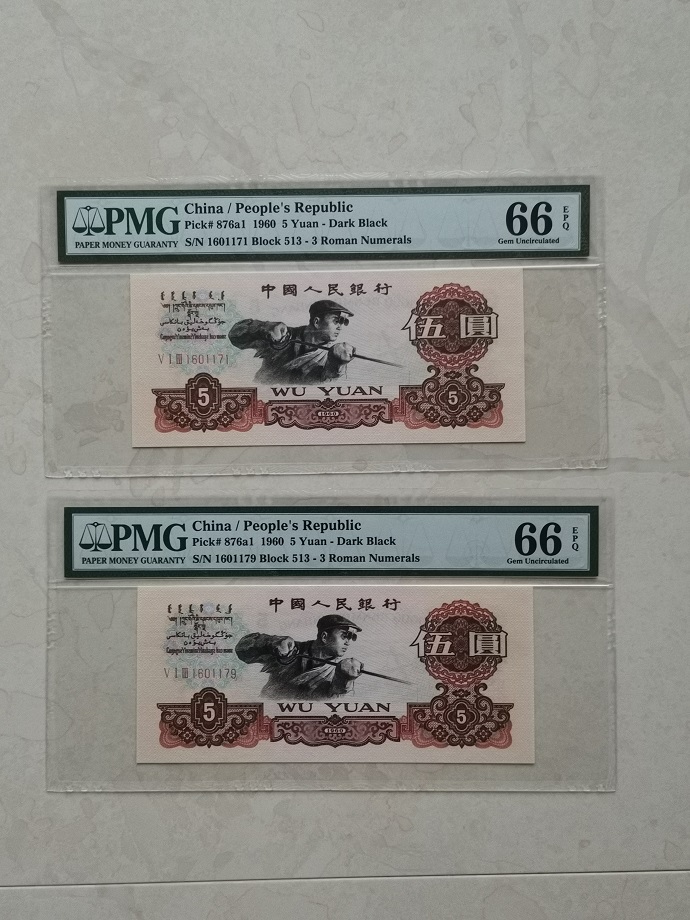 PMG
PAPER MONEY GUARANTY
China / People's Republic
Pick# 876a1 1960 5 Yuan - Dark Black
S/N 1601171 Block 513 - 3 Roman Numerals
66
EPQ
Gem Uncirculated
中國人民銀行
伍圓
V I III 1601171
5
WU YUAN
5
1960
PMG
PAPER MONEY GUARANTY
China / People's Republic
Pick# 876a1 1960 5 Yuan - Dark Black
S/N 1601179 Block 513 - 3 Roman Numerals
66
EPQ
Gem Uncirculated
中國人民銀行
伍圓
V I III 1601179
5
WU YUAN
5
1960